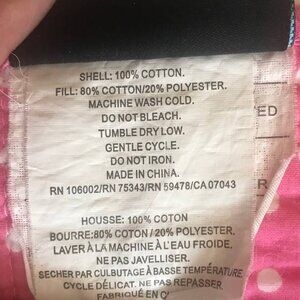 SHELL: 100% COTTON.
FILL: 80% COTTON/20% POLYESTER.
MACHINE WASH COLD.
DO NOT BLEACH.
TUMBLE DRY LOW.
GENTLE CYCLE.
DO NOT IRON.
MADE IN CHINA.
RN 106002/RN 75343/RN 59478/CA 07043
HOUSSE: 100% COTON
BOURRE:80% COTON / 20% POLYESTER.
LAVER À LA MACHINE À L'EAU FROIDE.
NE PAS JAVELLISER.
SECHER PAR CULBUTAGE À BASSE TEMPÉRATURE.
CYCLE DÉLICAT. NE PAS REPASSER.
FABRIQUÉ EN
ED